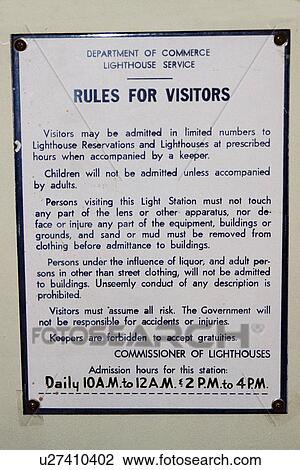 DEPARTMENT OF COMMERCE
LIGHTHOUSE SERVICE
RULES FOR VISITORS
Visitors may be admitted in limited numbers to
Lighthouse Reservations and Lighthouses at prescribed
hours when accompanied by a keeper.
Children will not be admitted unless accompanied
by adults.
Persons visiting this Light Station must not touch
any part of the lens or other apparatus, nor de-
face or injure any part of the equipment, buildings or
grounds, and sand or mud must be removed from
clothing before admittance to buildings.
Persons under the influence of liquor, and adult per-
sons in other than street clothing, will not be admitted
to buildings. Unseemly conduct of any description is
prohibited.
Visitors must assume all risk. The Government will
not be responsible for accidents or injuries.
Keepers are forbidden to accept gratuities.
COMMISSIONER OF LIGHTHOUSES
Admission hours for this station:
Daily 10 A.M. to 12 A.M. & 2 P.M. to 4 P.M.
fotosearch.com
u27410402 www.fotosearch.com